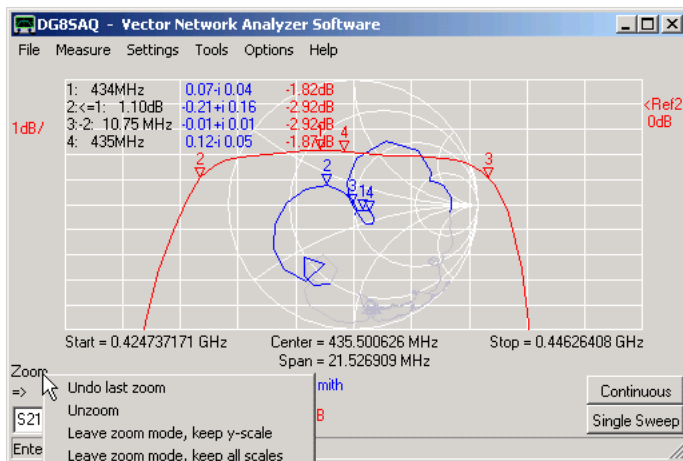 DG8SAQ - Vector Network Analyzer Software
File Measure Settings Tools Options Help
1: 434MHz 0.07-i 0.04 -1.82dB
2:<=1: 1.10dB -0.21+i 0.16 -2.92dB
3:-2: 10.75 MHz -0.01+i 0.01 -2.92dB
4: 435MHz 0.12-i 0.05 -1.87dB
1dB/
<Ref2
0dB
1 4
2 3
2
3
1 4
Start = 0.424737171 GHz Center = 435.500626 MHz Stop = 0.44626408 GHz
Span = 21.526909 MHz
Zoom
=>
S21
Ente
Undo last zoom
Unzoom
Leave zoom mode, keep y-scale
Leave zoom mode, keep all scales
mith
B
Continuous
Single Sweep